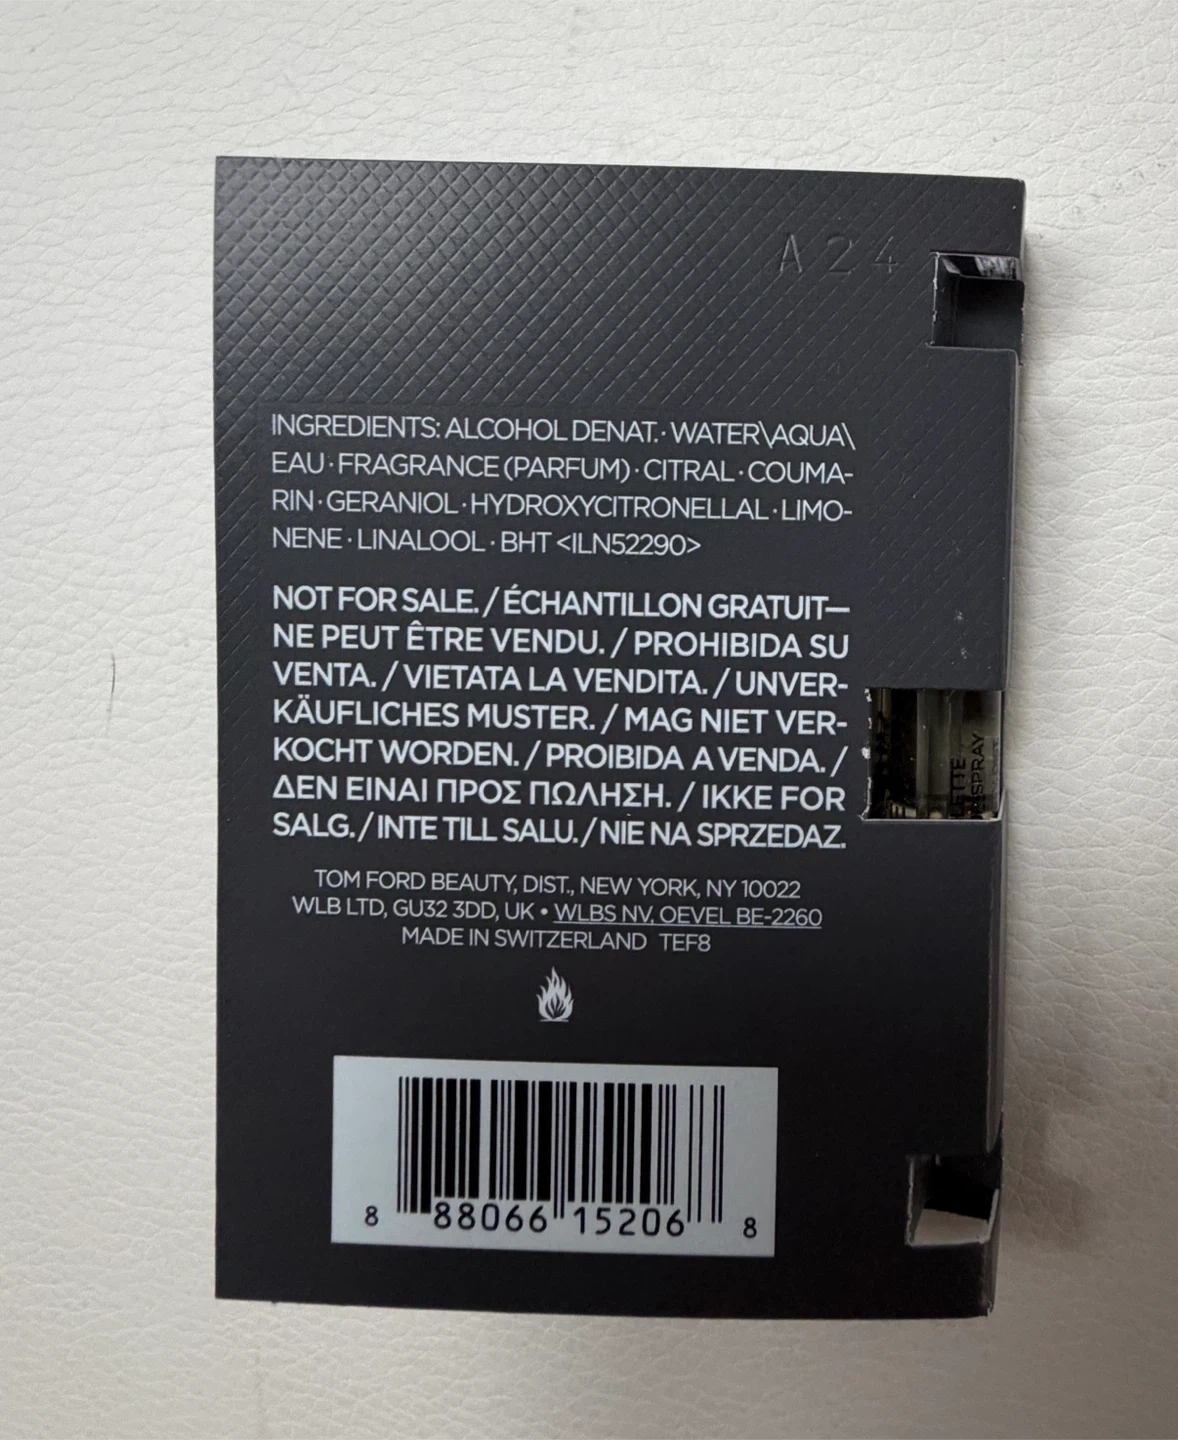 A24
INGREDIENTS: ALCOHOL DENAT. · WATER\AQUA\
EAU · FRAGRANCE (PARFUM) · CITRAL · COUMA-
RIN · GERANIOL · HYDROXYCITRONELLAL · LIMO-
NENE · LINALOOL · BHT <ILN52290>
NOT FOR SALE. / ÉCHANTILLON GRATUIT—
NE PEUT ÊTRE VENDU. / PROHIBIDA SU
VENTA. / VIETATA LA VENDITA. / UNVER-
KÄUFLICHES MUSTER. / MAG NIET VER-
KOCHT WORDEN. / PROIBIDA A VENDA. /
ΔΕΝ ΕΙΝΑΙ ΠΡΟΣ ΠΩΛΗΣΗ. / IKKE FOR
SALG. / INTE TILL SALU. / NIE NA SPRZEDAZ.
TOM FORD BEAUTY, DIST., NEW YORK, NY 10022
WLB LTD, GU32 3DD, UK • WLBS NV, OEVEL BE-2260
MADE IN SWITZERLAND TEF8
8 88066 15206 8
SPRAY